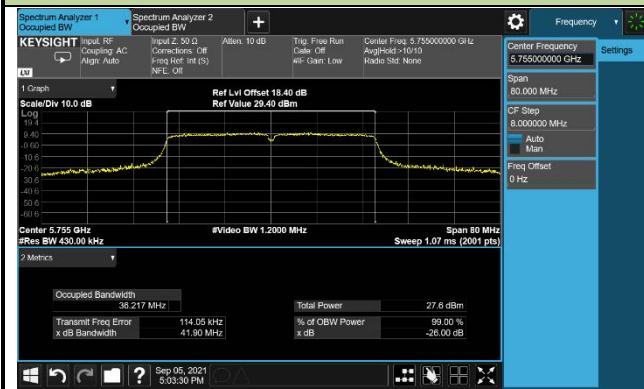 Spectrum Analyzer 1
Occupied BW
Spectrum Analyzer 2
Occupied BW
+
Frequency
KEYSIGHT
Input: RF
Coupling: AC
Align: Auto
Input Z: 50 Ω
Corrections: Off
Freq Ref: Int (S)
NFE: Off
Atten: 10 dB
Trig: Free Run
Gate: Off
#IF Gain: Low
Center Freq: 5.755000000 GHz
Avg|Hold:>10/10
Radio Std: None
LXI
Center Frequency
5.755000000 GHz
Settings
Span
80.000 MHz
CF Step
8.000000 MHz
Auto
Man
Freq Offset
0 Hz
1 Graph
Scale/Div 10.0 dB
Ref Lvl Offset 18.40 dB
Ref Value 29.40 dBm
Log
19.4
9.40
-0.60
-10.6
-20.6
-30.6
-40.6
-50.6
-60.6
Center 5.755 GHz
#Res BW 430.00 kHz
#Video BW 1.2000 MHz
Span 80 MHz
Sweep 1.07 ms (2001 pts)
2 Metrics
Occupied Bandwidth
36.217 MHz
Total Power 27.6 dBm
Transmit Freq Error 114.05 kHz
% of OBW Power 99.00 %
x dB Bandwidth 41.90 MHz
x dB -26.00 dB
?
Sep 05, 2021
5:03:30 PM